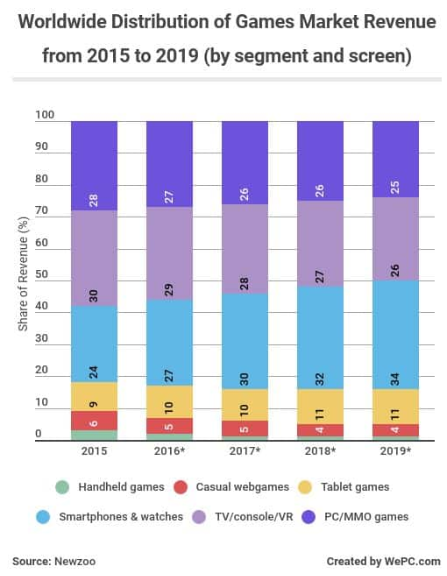 Worldwide Distribution of Games Market Revenue
from 2015 to 2019 (by segment and screen)
Share of Revenue (%)
100
90
80
70
60
50
40
30
20
10
0
28 27 26 26 25
30 29 28 27 26
24 27 30 32 34
9 10 10 11 11
6 5 5 4 4
2015 2016* 2017* 2018* 2019*
Handheld games Casual webgames Tablet games
Smartphones & watches TV/console/VR PC/MMO games
Source: Newzoo Created by WePC.com